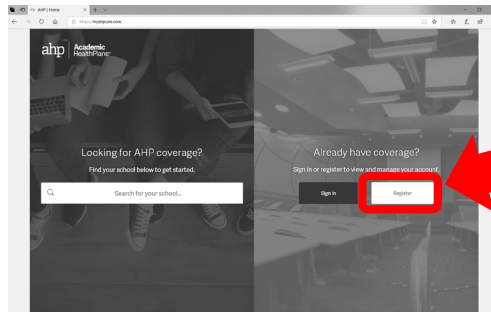 AHP | Home
https://myahpcare.com/
ahp Academic
HealthPlans
Looking for AHP coverage?
Find your school below to get started.
Search for your school...
Already have coverage?
Sign in or register to view and manage your account.
Sign in
Register